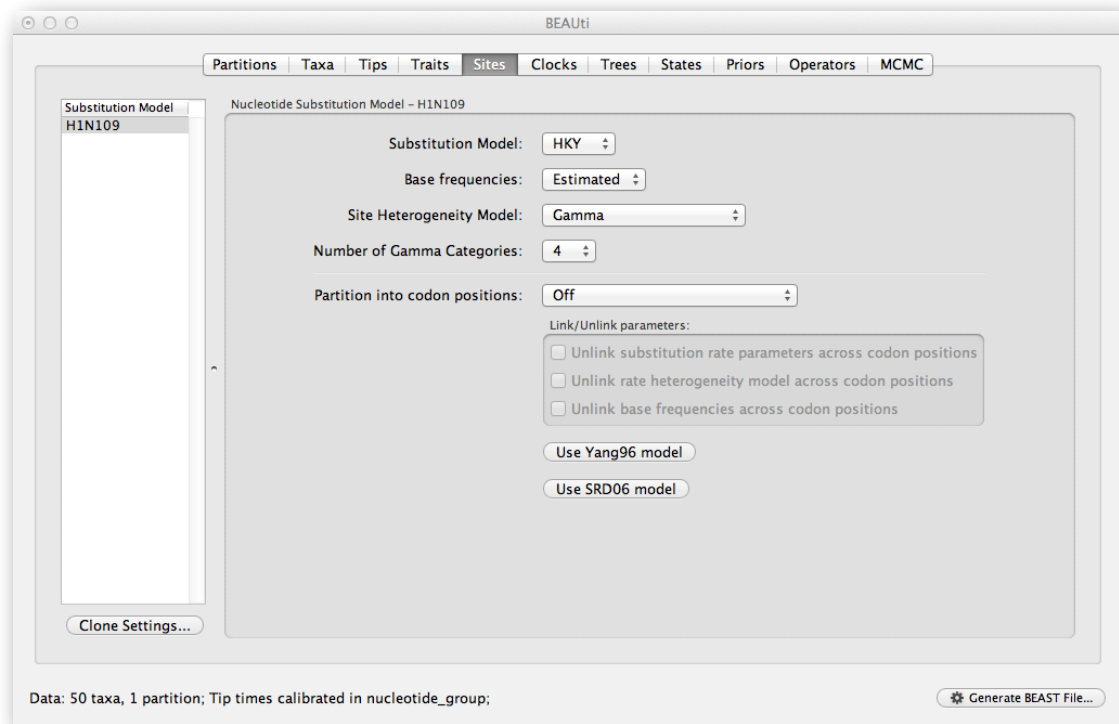 BEAUti
Partitions Taxa Tips Traits Sites Clocks Trees States Priors Operators MCMC
Substitution Model
H1N109
Nucleotide Substitution Model – H1N109
Substitution Model: HKY
Base frequencies: Estimated
Site Heterogeneity Model: Gamma
Number of Gamma Categories: 4
Partition into codon positions: Off
Link/Unlink parameters:
Unlink substitution rate parameters across codon positions
Unlink rate heterogeneity model across codon positions
Unlink base frequencies across codon positions
Use Yang96 model
Use SRD06 model
Clone Settings...
Data: 50 taxa, 1 partition; Tip times calibrated in nucleotide_group;
Generate BEAST File...